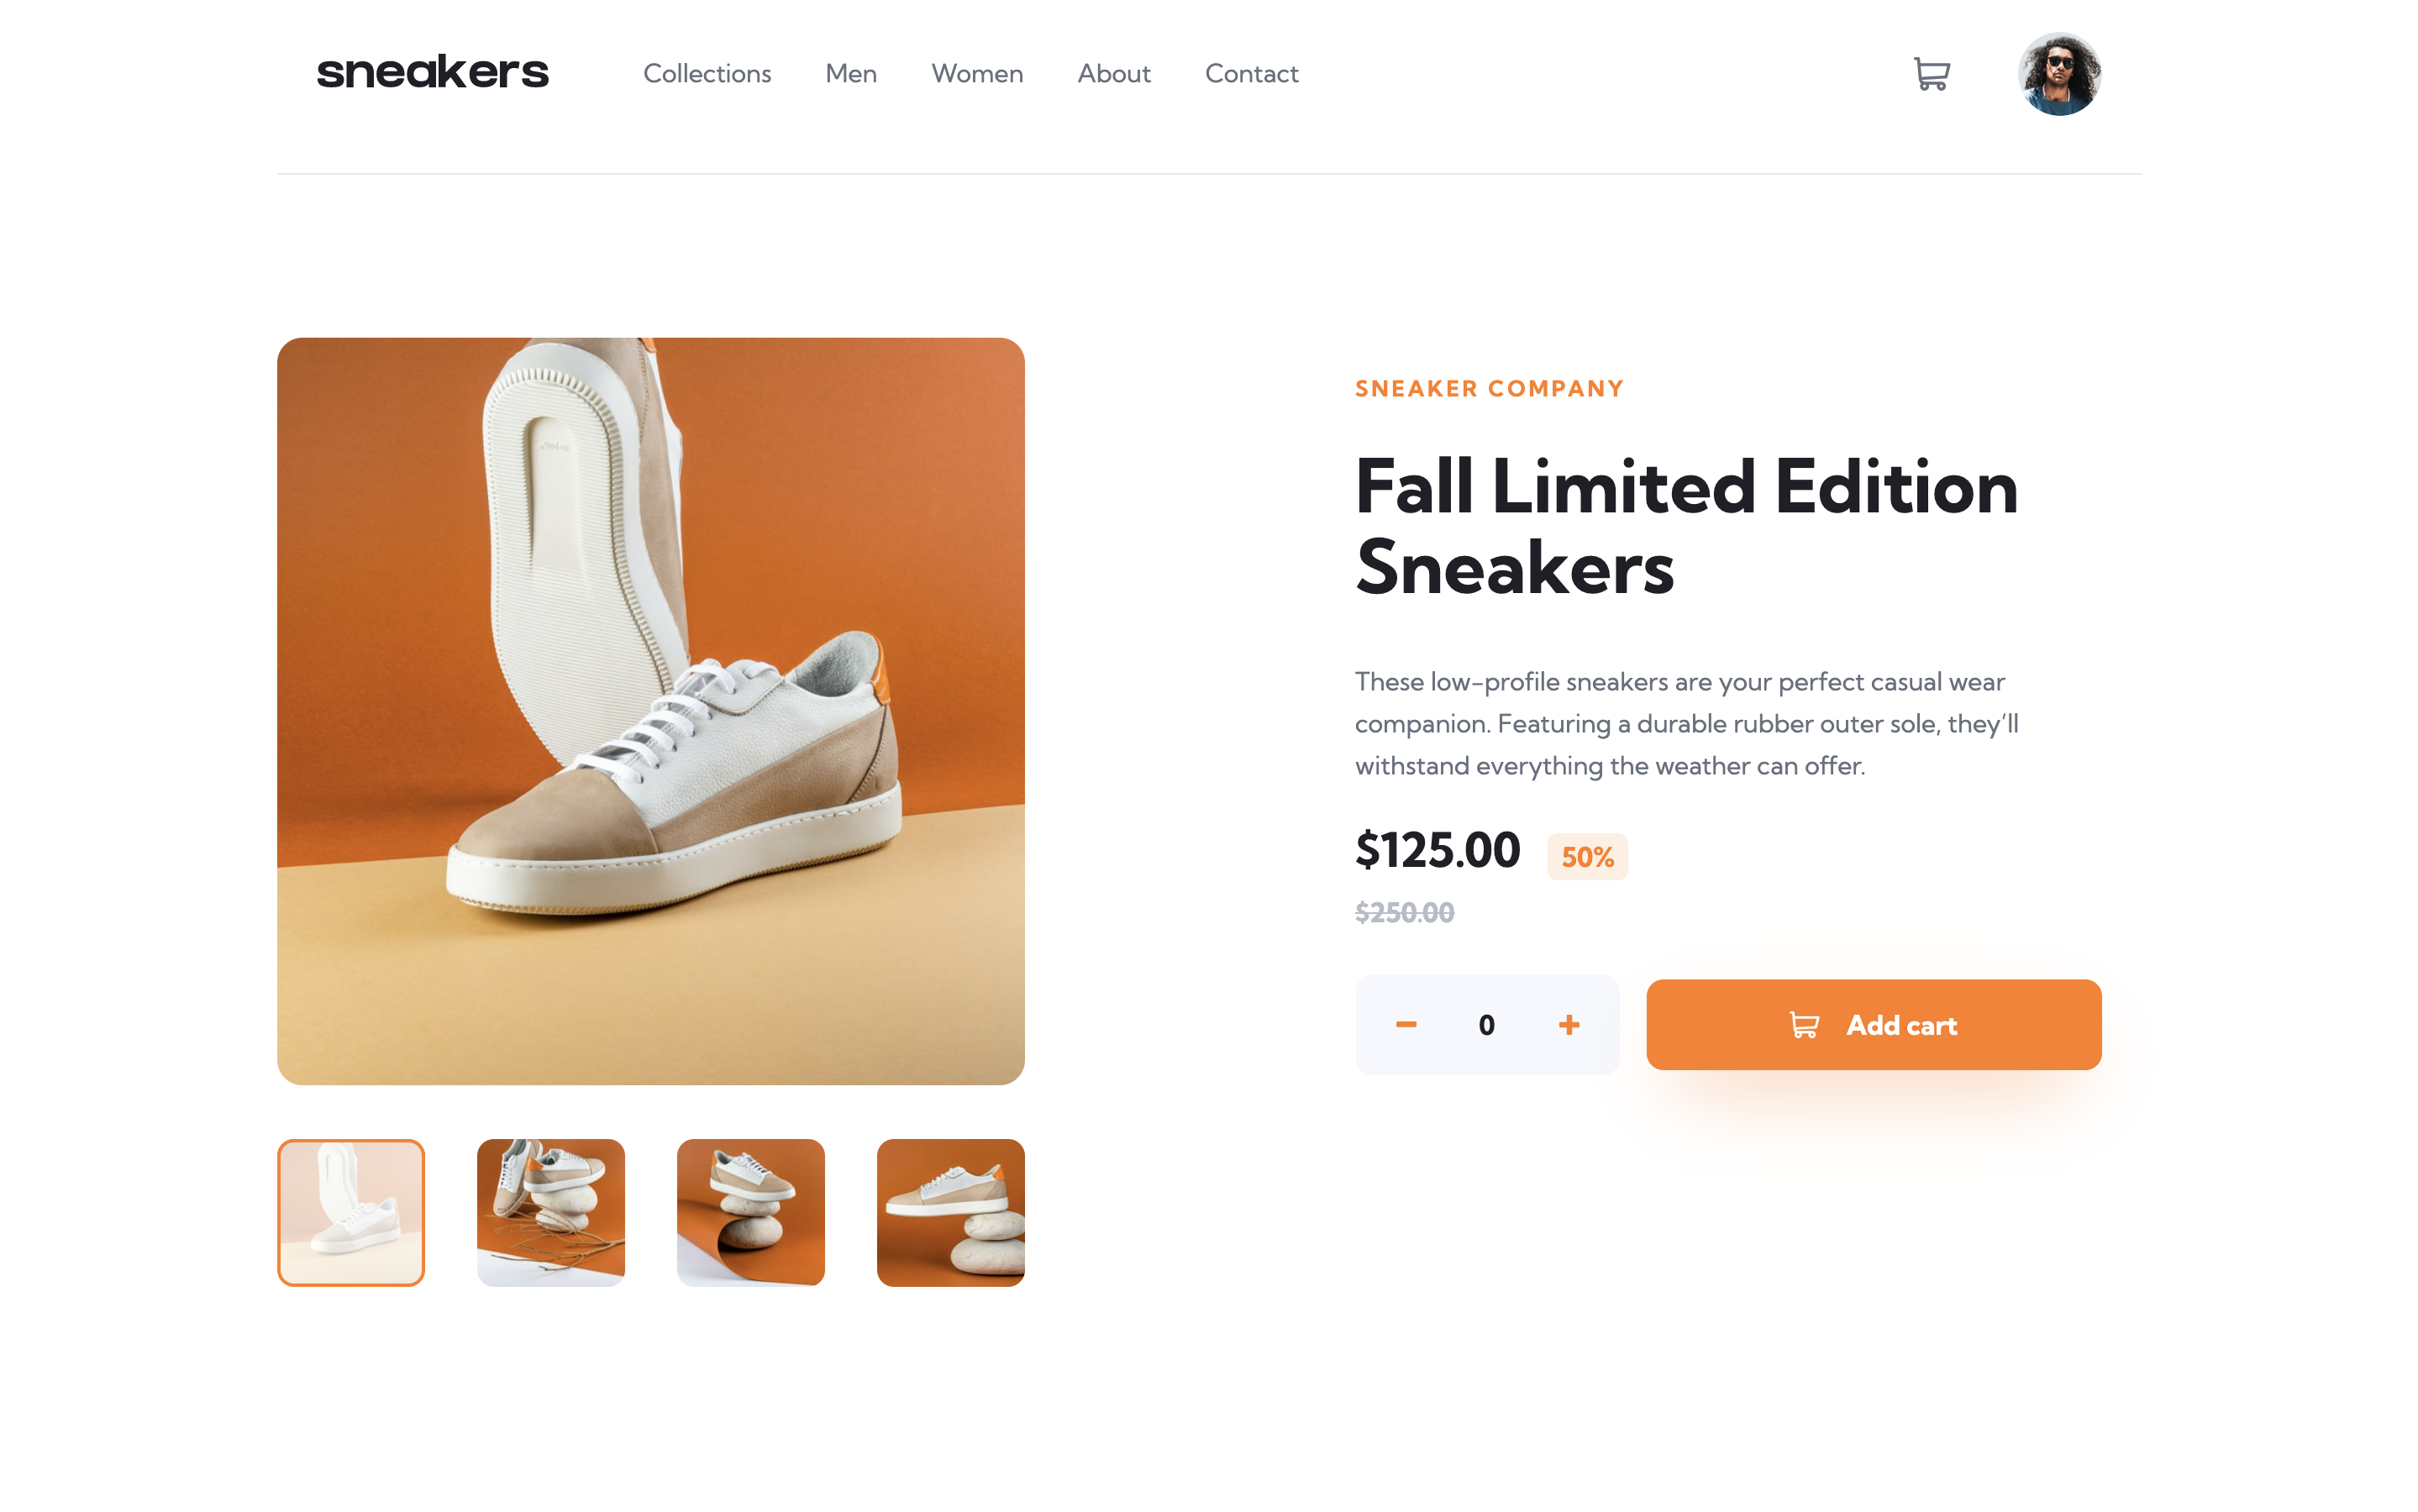 sneakers
Collections Men Women About Contact
SNEAKER COMPANY
Fall Limited Edition
Sneakers
These low-profile sneakers are your perfect casual wear
companion. Featuring a durable rubber outer sole, they’ll
withstand everything the weather can offer.
$125.00 50%
$250.00
0
Add cart